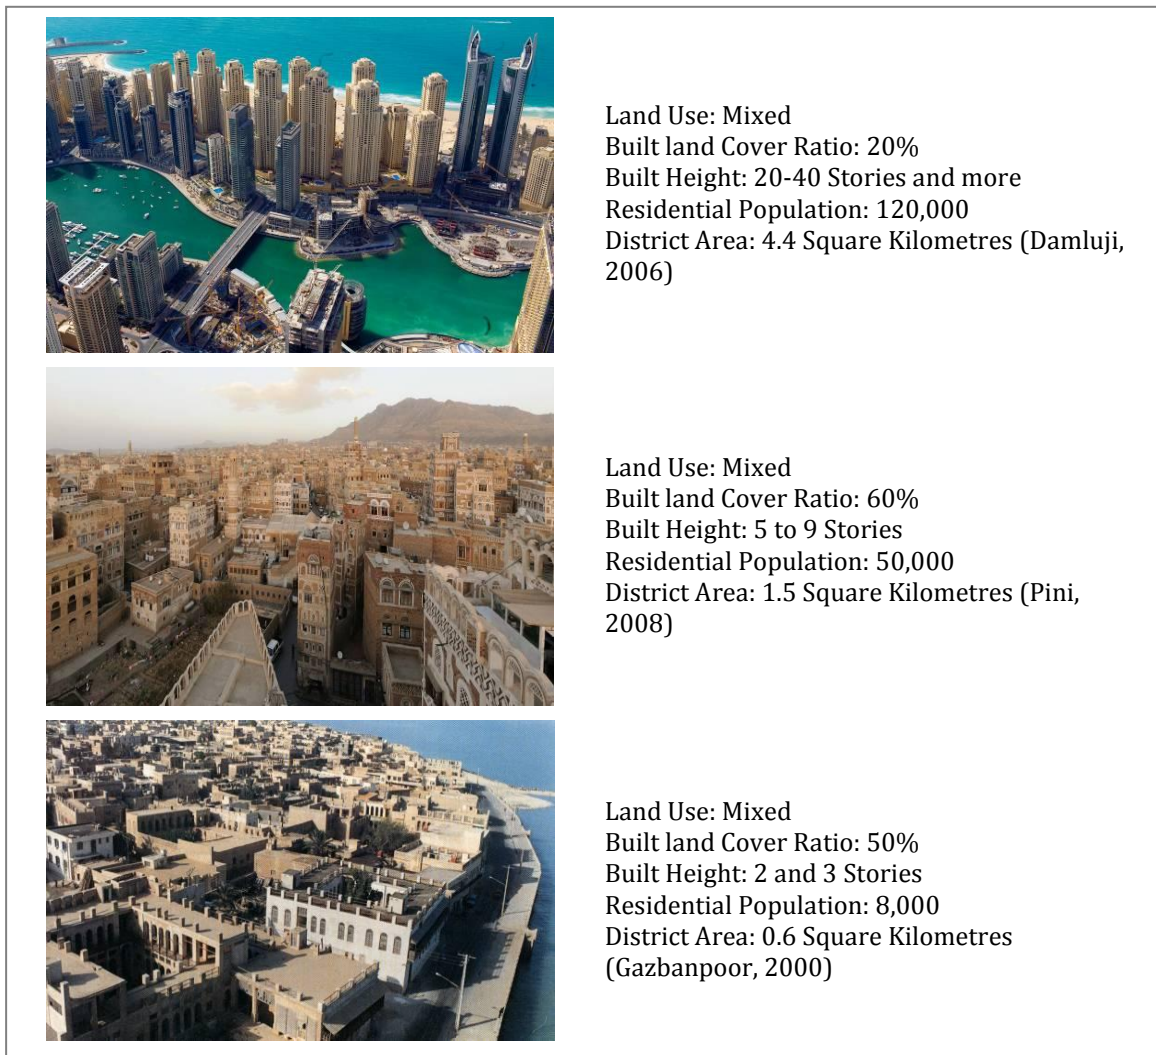 Land Use: Mixed
Built land Cover Ratio: 20%
Built Height: 20-40 Stories and more
Residential Population: 120,000
District Area: 4.4 Square Kilometres (Damluji,
2006)
Land Use: Mixed
Built land Cover Ratio: 60%
Built Height: 5 to 9 Stories
Residential Population: 50,000
District Area: 1.5 Square Kilometres (Pini,
2008)
Land Use: Mixed
Built land Cover Ratio: 50%
Built Height: 2 and 3 Stories
Residential Population: 8,000
District Area: 0.6 Square Kilometres
(Gazbanpoor, 2000)